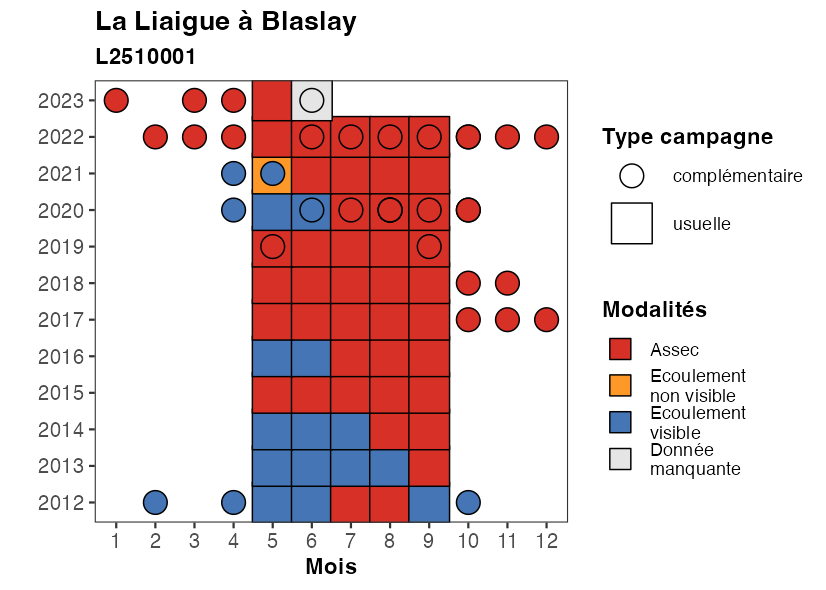 La Liaigue à Blaslay
L2510001
2023
2022
2021
2020
2019
2018
2017
2016
2015
2014
2013
2012
1 2 3 4 5 6 7 8 9 10 11 12
Mois
Type campagne
complémentaire
usuelle
Modalités
Assec
Ecoulement
non visible
Ecoulement
visible
Donnée
manquante